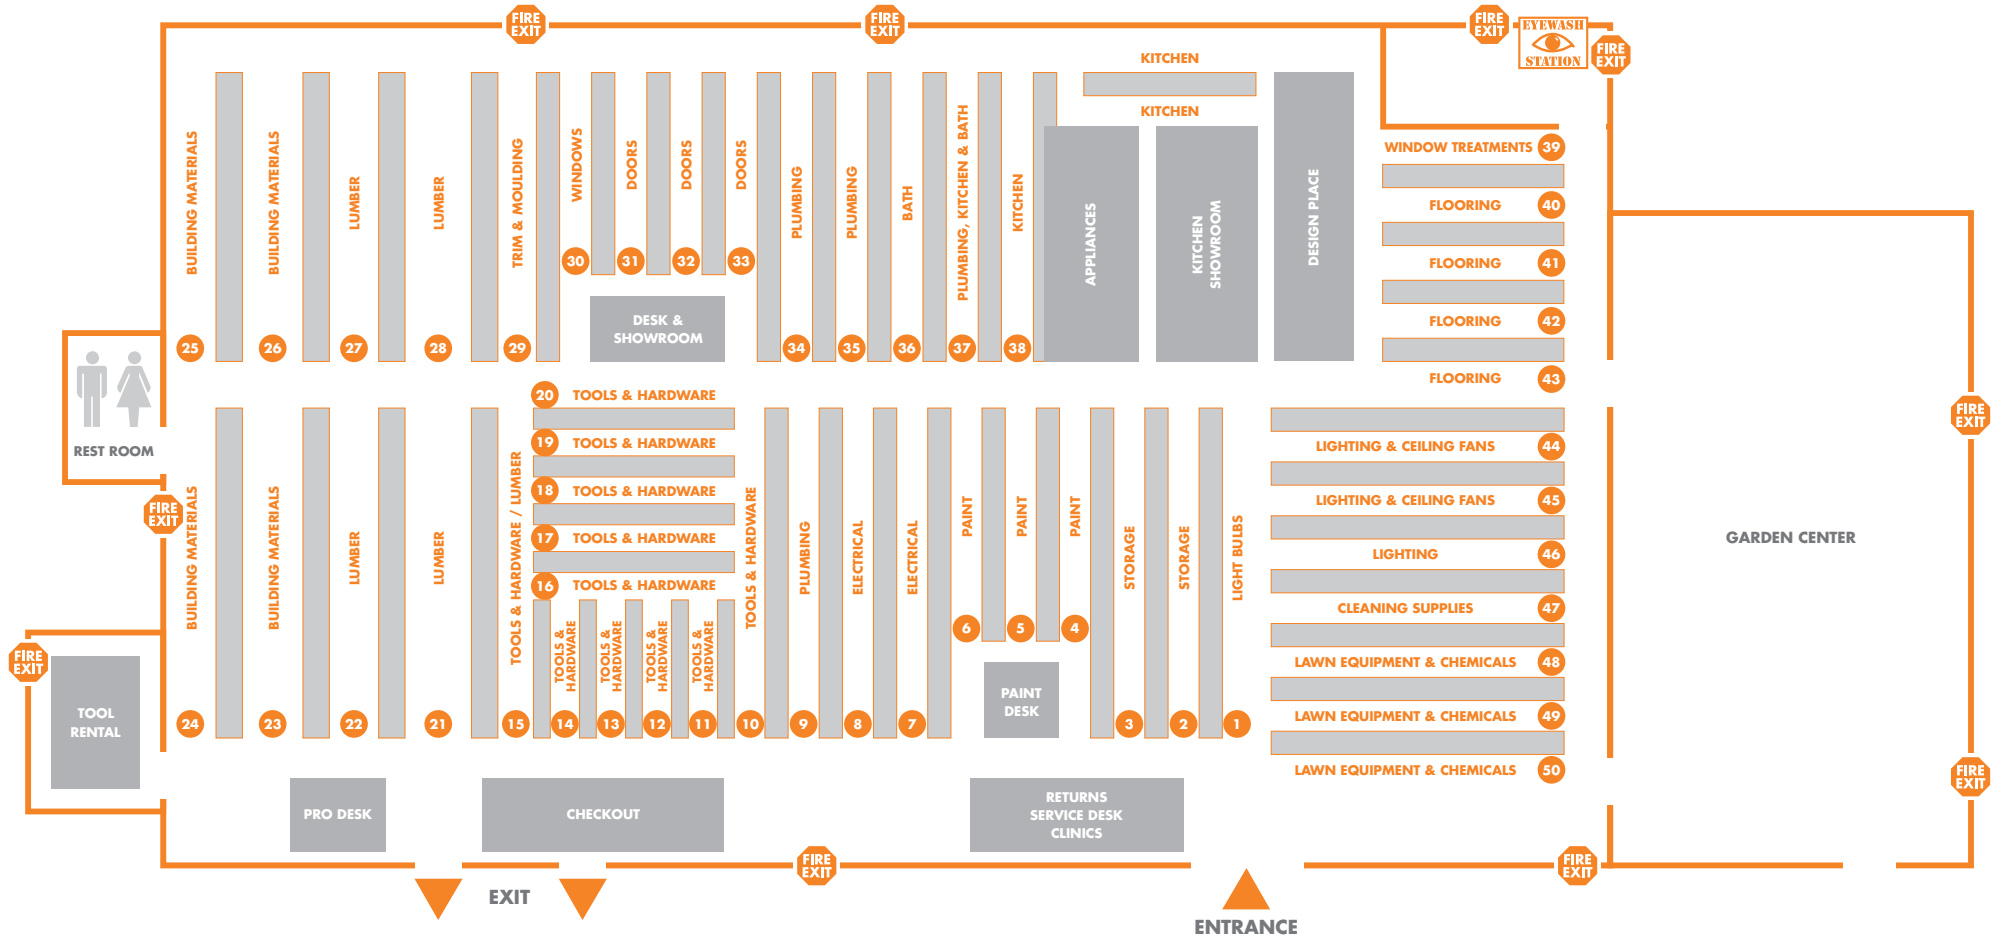 FIRE
EXIT
FIRE
EXIT
FIRE
EXIT
EYEWASH
STATION
FIRE
EXIT
KITCHEN
KITCHEN
BUILDING MATERIALS
25
BUILDING MATERIALS
26
LUMBER
27
LUMBER
28
TRIM & MOULDING
29
WINDOWS
30
DOORS
31
DOORS
32
DOORS
33
DESK &
SHOWROOM
PLUMBING
34
PLUMBING
35
BATH
36
PLUMBRING, KITCHEN & BATH
37
KITCHEN
38
APPLIANCES
KITCHEN
SHOWROOM
DESIGN PLACE
WINDOW TREATMENTS 39
FLOORING 40
FLOORING 41
FLOORING 42
FLOORING 43
REST ROOM
FIRE
EXIT
FIRE
EXIT
TOOL
RENTAL
BUILDING MATERIALS
24
BUILDING MATERIALS
23
LUMBER
22
LUMBER
21
TOOLS & HARDWARE / LUMBER
15
20 TOOLS & HARDWARE
19 TOOLS & HARDWARE
18 TOOLS & HARDWARE
17 TOOLS & HARDWARE
16 TOOLS & HARDWARE
TOOLS &
HARDWARE
14
TOOLS &
HARDWARE
13
TOOLS &
HARDWARE
12
TOOLS &
HARDWARE
11
TOOLS & HARDWARE
10
PLUMBING
9
ELECTRICAL
8
ELECTRICAL
7
PAINT
6
PAINT
5
PAINT
4
PAINT
DESK
STORAGE
3
STORAGE
2
LIGHT BULBS
1
LIGHTING & CEILING FANS 44
LIGHTING & CEILING FANS 45
LIGHTING 46
CLEANING SUPPLIES 47
LAWN EQUIPMENT & CHEMICALS 48
LAWN EQUIPMENT & CHEMICALS 49
LAWN EQUIPMENT & CHEMICALS 50
GARDEN CENTER
FIRE
EXIT
FIRE
EXIT
PRO DESK
CHECKOUT
RETURNS
SERVICE DESK
CLINICS
FIRE
EXIT
FIRE
EXIT
EXIT
ENTRANCE